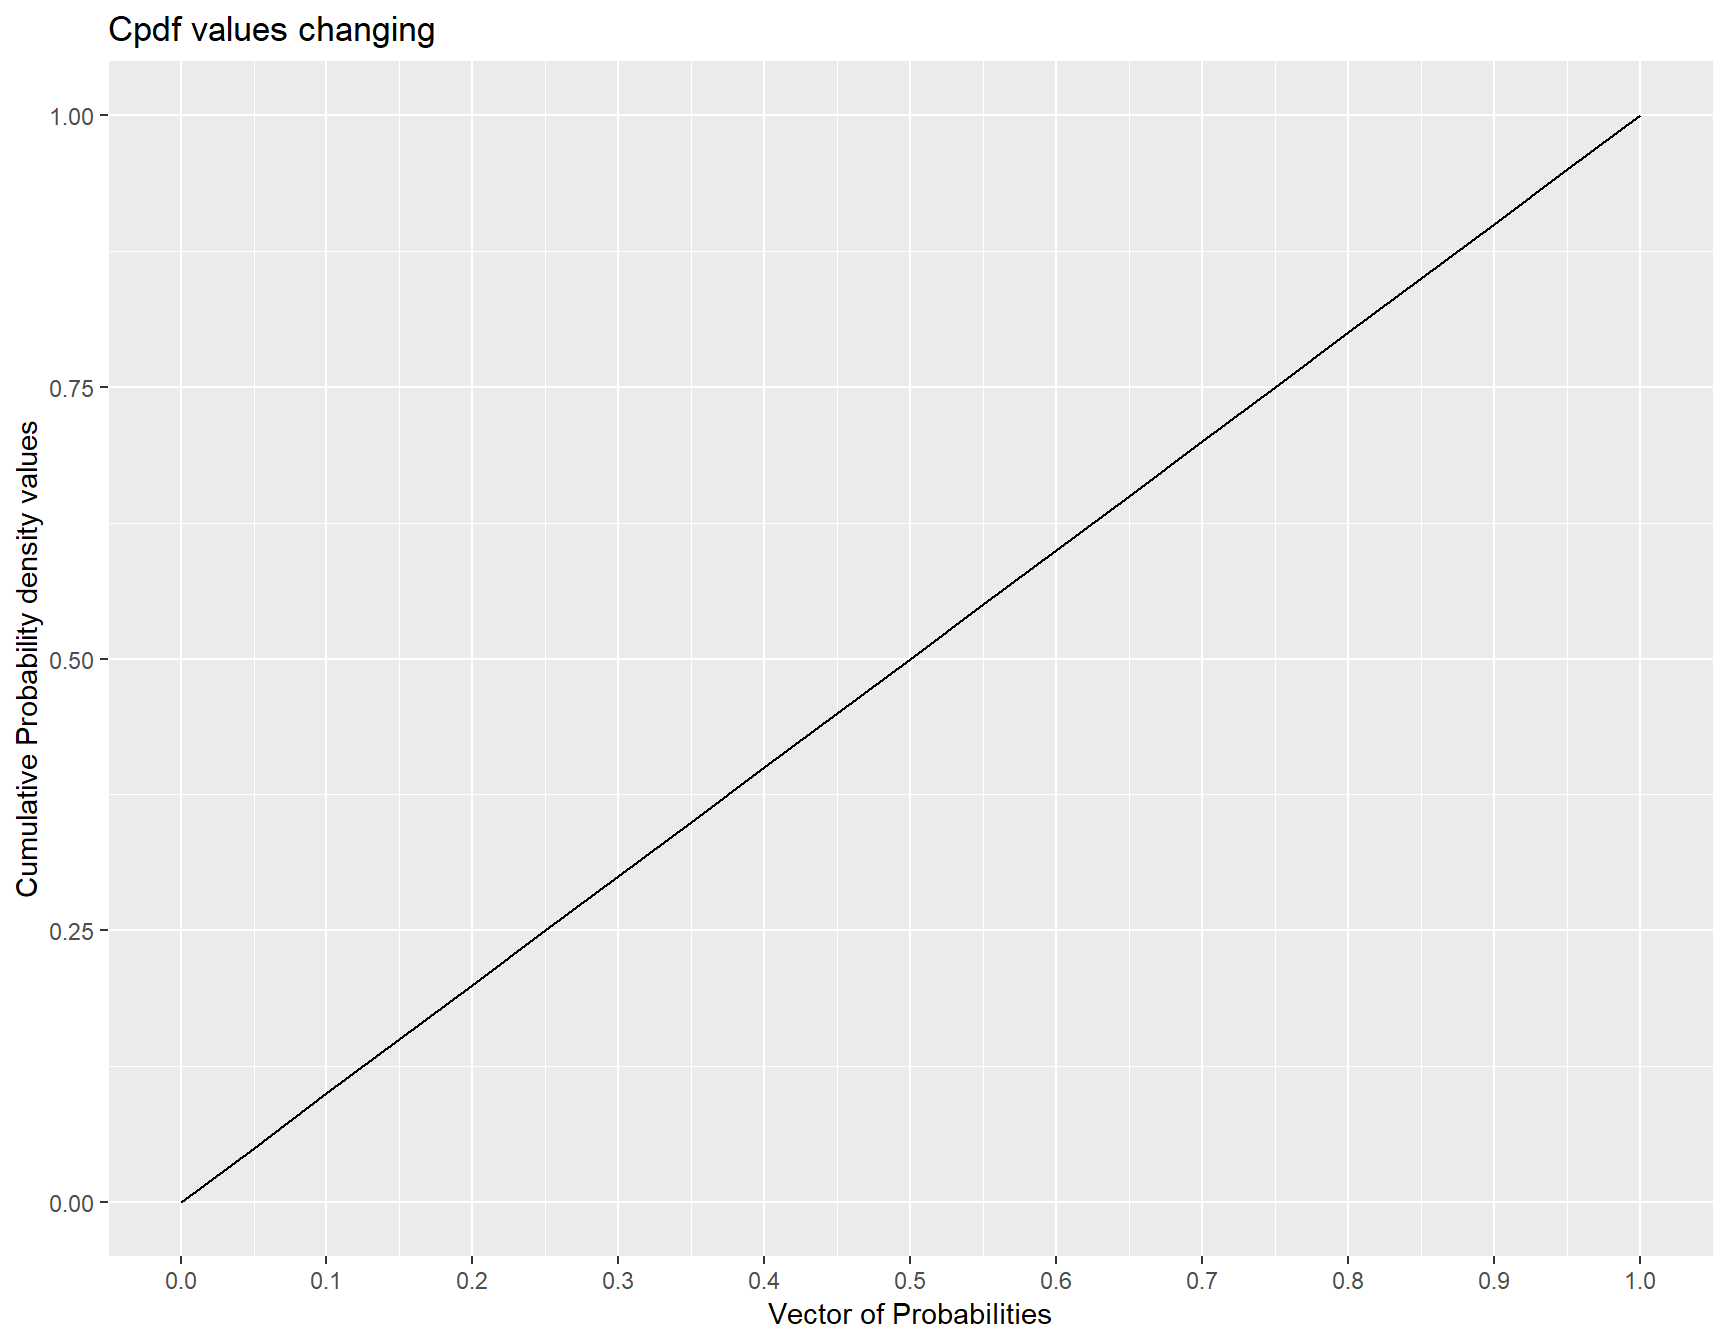 Cpdf values changing
1.00
0.75
0.50
0.25
0.00
Cumulative Probability density values
0.0 0.1 0.2 0.3 0.4 0.5 0.6 0.7 0.8 0.9 1.0
Vector of Probabilities